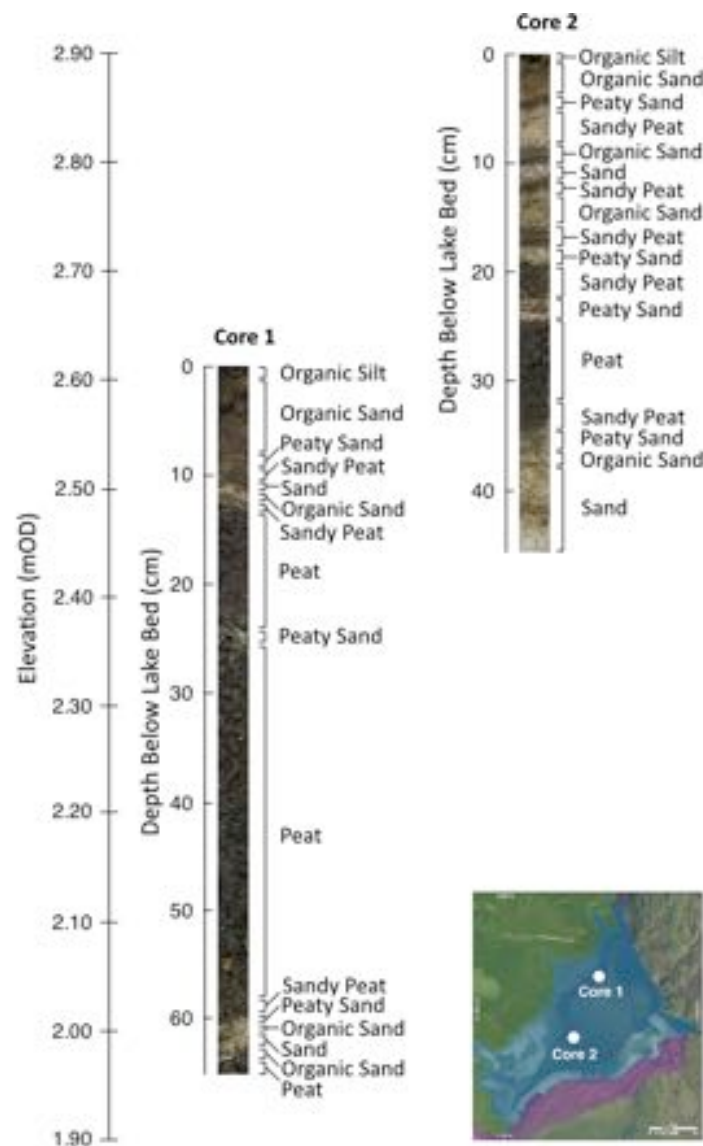 Core 2
0
10
20
30
40
Depth Below Lake Bed (cm)
Organic Silt
Organic Sand
Peaty Sand
Sandy Peat
Organic Sand
Sand
Sandy Peat
Organic Sand
Sandy Peat
Peaty Sand
Sandy Peat
Peaty Sand
Peat
Sandy Peat
Peaty Sand
Organic Sand
Sand
2.90
2.80
2.70
2.60
2.50
2.40
2.30
2.20
2.10
2.00
1.90
Elevation (mOD)
Core 1
0
10
20
30
40
50
60
Depth Below Lake Bed (cm)
Organic Silt
Organic Sand
Peaty Sand
Sandy Peat
Sand
Organic Sand
Sandy Peat
Peat
Peaty Sand
Peat
Sandy Peat
Peaty Sand
Organic Sand
Sand
Organic Sand
Peat
Core 1
Core 2